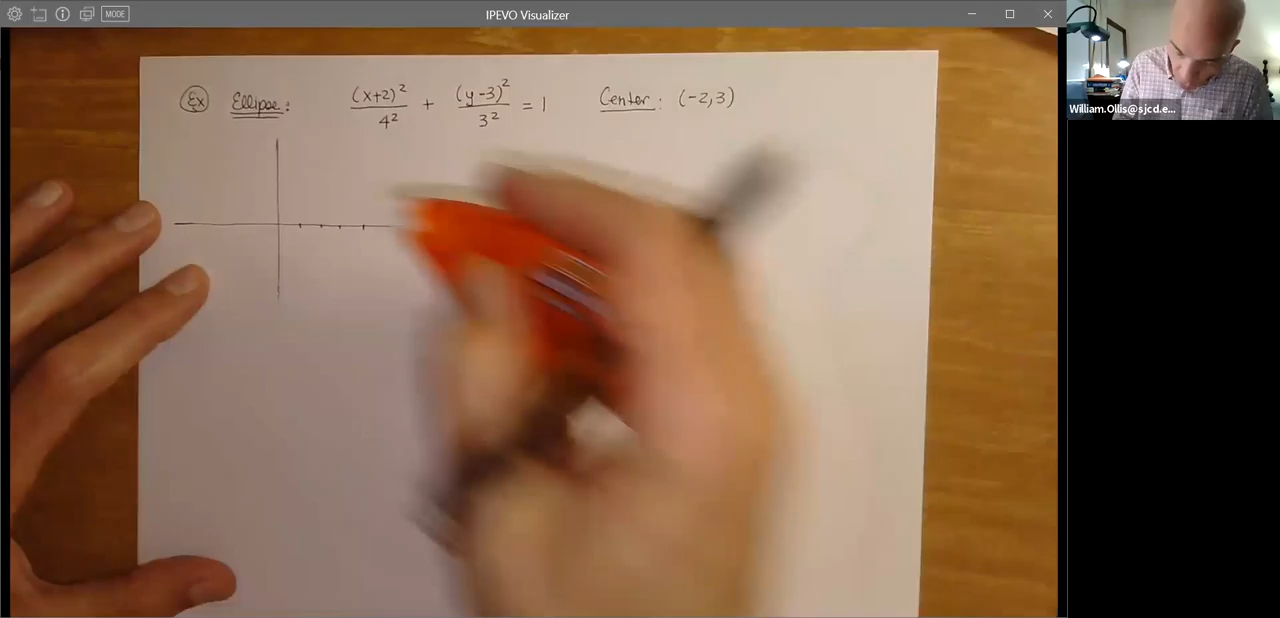 MODE
IPEVO Visualizer
William.Ollis@sjcd.e...
Ex Ellipse: (x+2)²/4² + (y-3)²/3² = 1 Center: (-2,3)